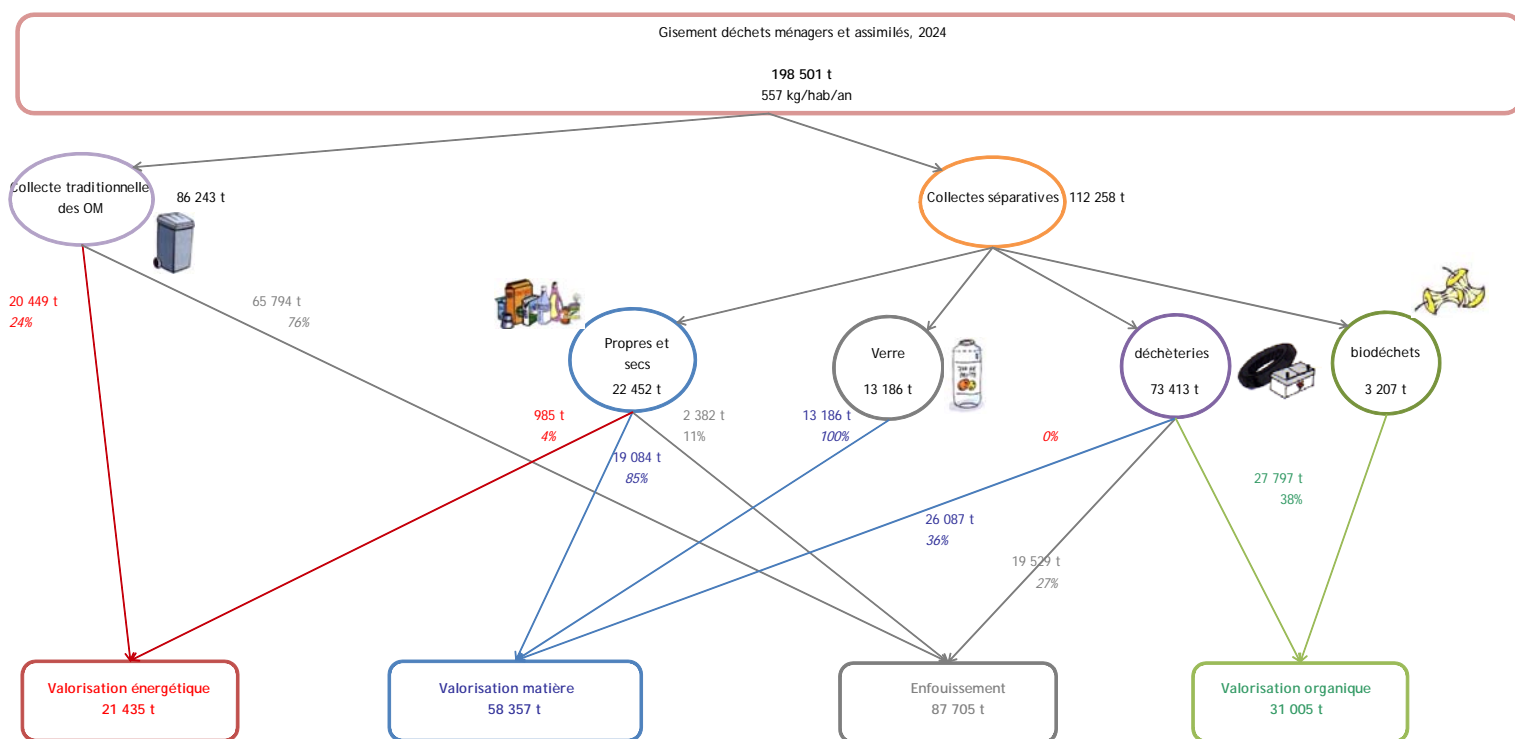 Gisement déchets ménagers et assimilés, 2024
198 501 t
557 kg/hab/an
Collecte traditionnelle
des OM
86 243 t
Collectes séparatives
112 258 t
20 449 t
24%
65 794 t
76%
Propres et
secs
22 452 t
Verre
13 186 t
déchèteries
73 413 t
biodéchets
3 207 t
985 t
4%
2 382 t
11%
13 186 t
100%
0%
19 084 t
85%
27 797 t
38%
26 087 t
36%
19 529 t
27%
Valorisation énergétique
21 435 t
Valorisation matière
58 357 t
Enfouissement
87 705 t
Valorisation organique
31 005 t